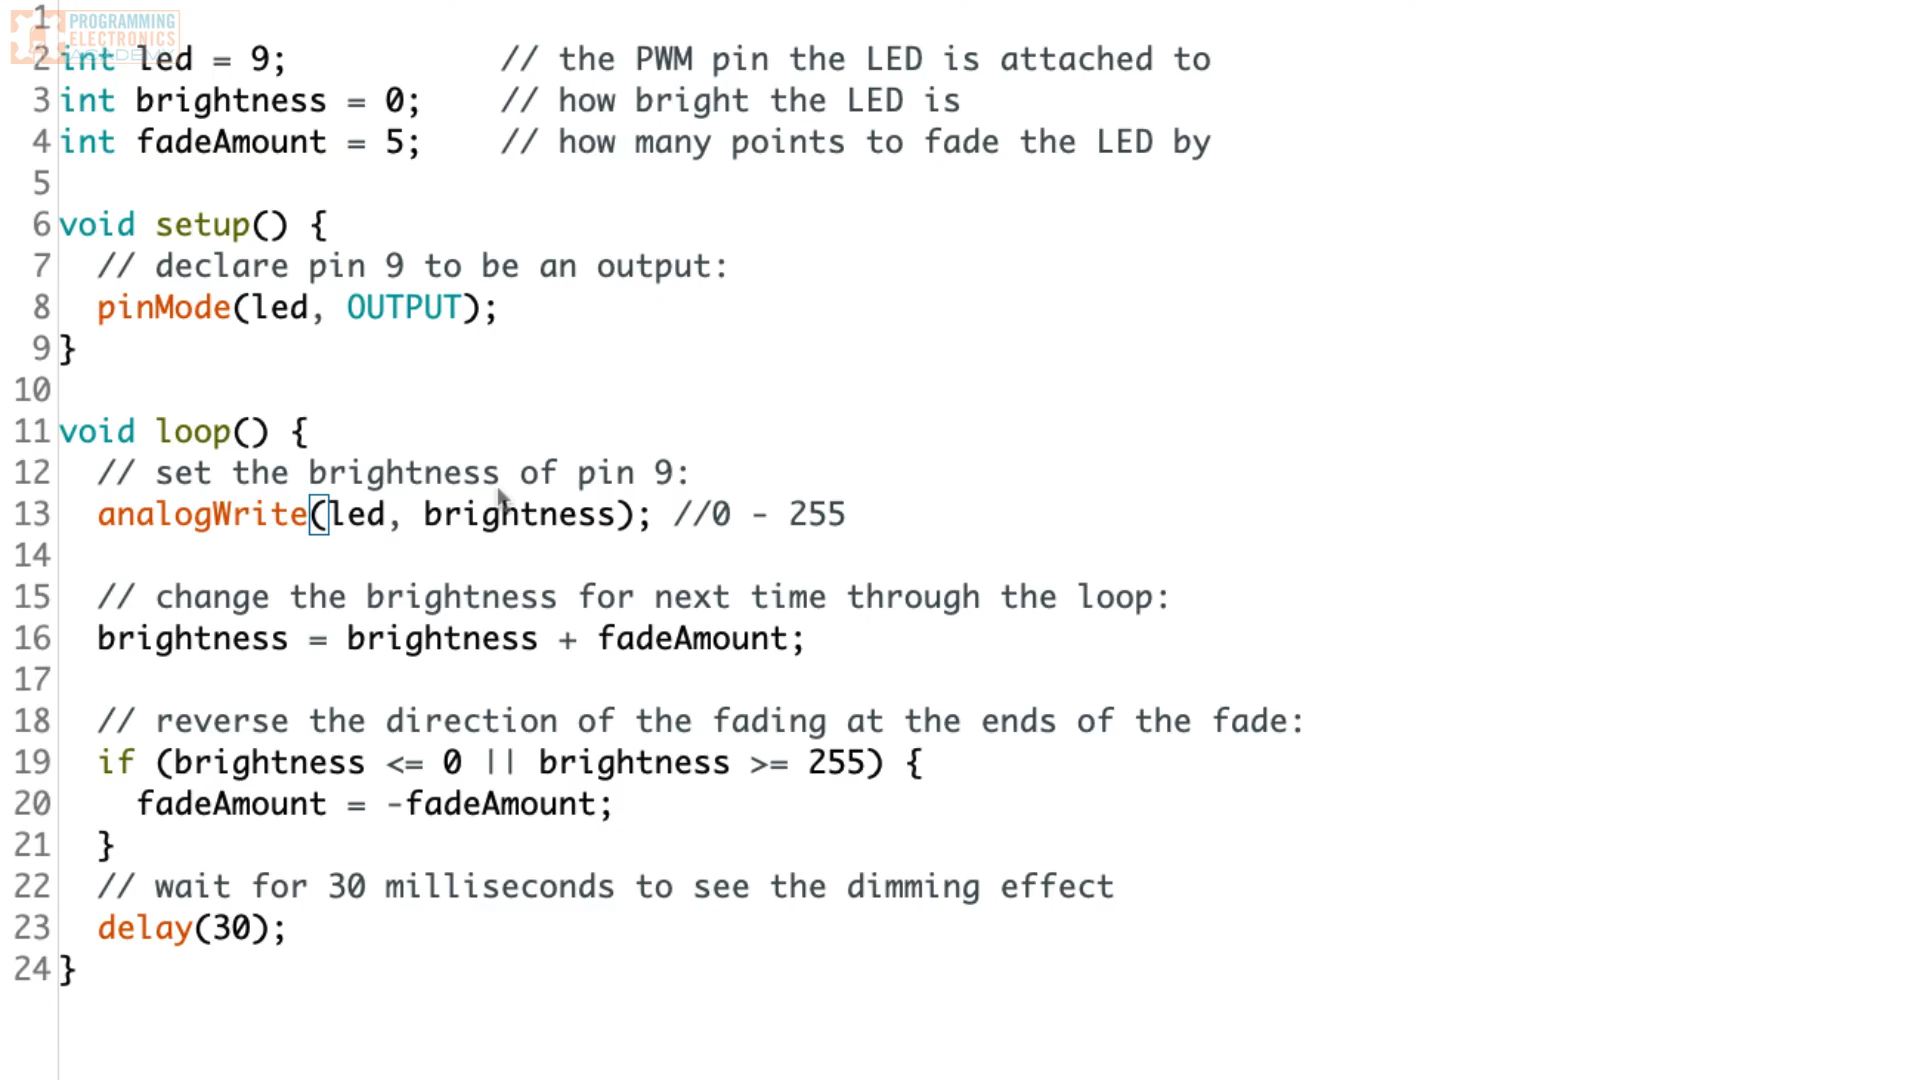 PROGRAMMING
ELECTRONICS
ACADEMY
1
2 int led = 9;           // the PWM pin the LED is attached to
3 int brightness = 0;    // how bright the LED is
4 int fadeAmount = 5;    // how many points to fade the LED by
5
6 void setup() {
7   // declare pin 9 to be an output:
8   pinMode(led, OUTPUT);
9 }
10
11 void loop() {
12   // set the brightness of pin 9:
13   analogWrite(led, brightness); //0 - 255
14
15   // change the brightness for next time through the loop:
16   brightness = brightness + fadeAmount;
17
18   // reverse the direction of the fading at the ends of the fade:
19   if (brightness <= 0 || brightness >= 255) {
20     fadeAmount = -fadeAmount;
21   }
22   // wait for 30 milliseconds to see the dimming effect
23   delay(30);
24 }